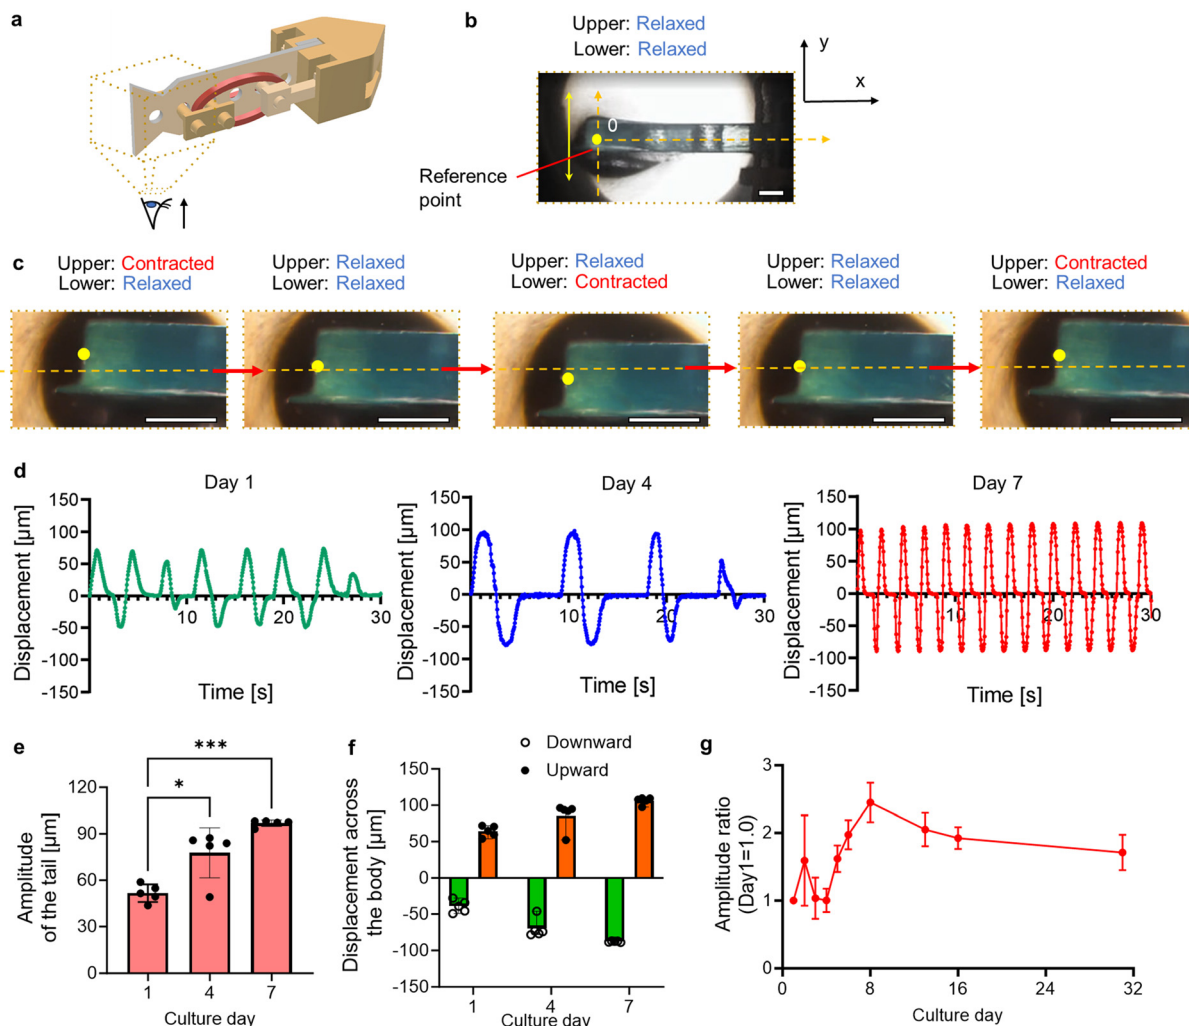 a
b
Upper: Relaxed
Lower: Relaxed
y
x
0
Reference
point
c
Upper: Contracted
Lower: Relaxed
Upper: Relaxed
Lower: Relaxed
Upper: Relaxed
Lower: Contracted
Upper: Relaxed
Lower: Relaxed
Upper: Contracted
Lower: Relaxed
d
Day 1
Displacement [µm]
150
100
50
0
-50
-100
-150
10
20
30
Time [s]
Day 4
Displacement [µm]
150
100
50
0
-50
-100
-150
10
20
30
Time [s]
Day 7
Displacement [µm]
150
100
50
0
-50
-100
-150
10
20
30
Time [s]
e
***
*
Amplitude
of the tail [µm]
120
90
60
30
0
1
4
7
Culture day
f
Downward
Upward
Displacement across
the body [µm]
150
100
50
0
-50
-100
-150
1
4
7
Culture day
g
Amplitude ratio
(Day1=1.0)
3
2
1
0
0
8
16
24
32
Culture day